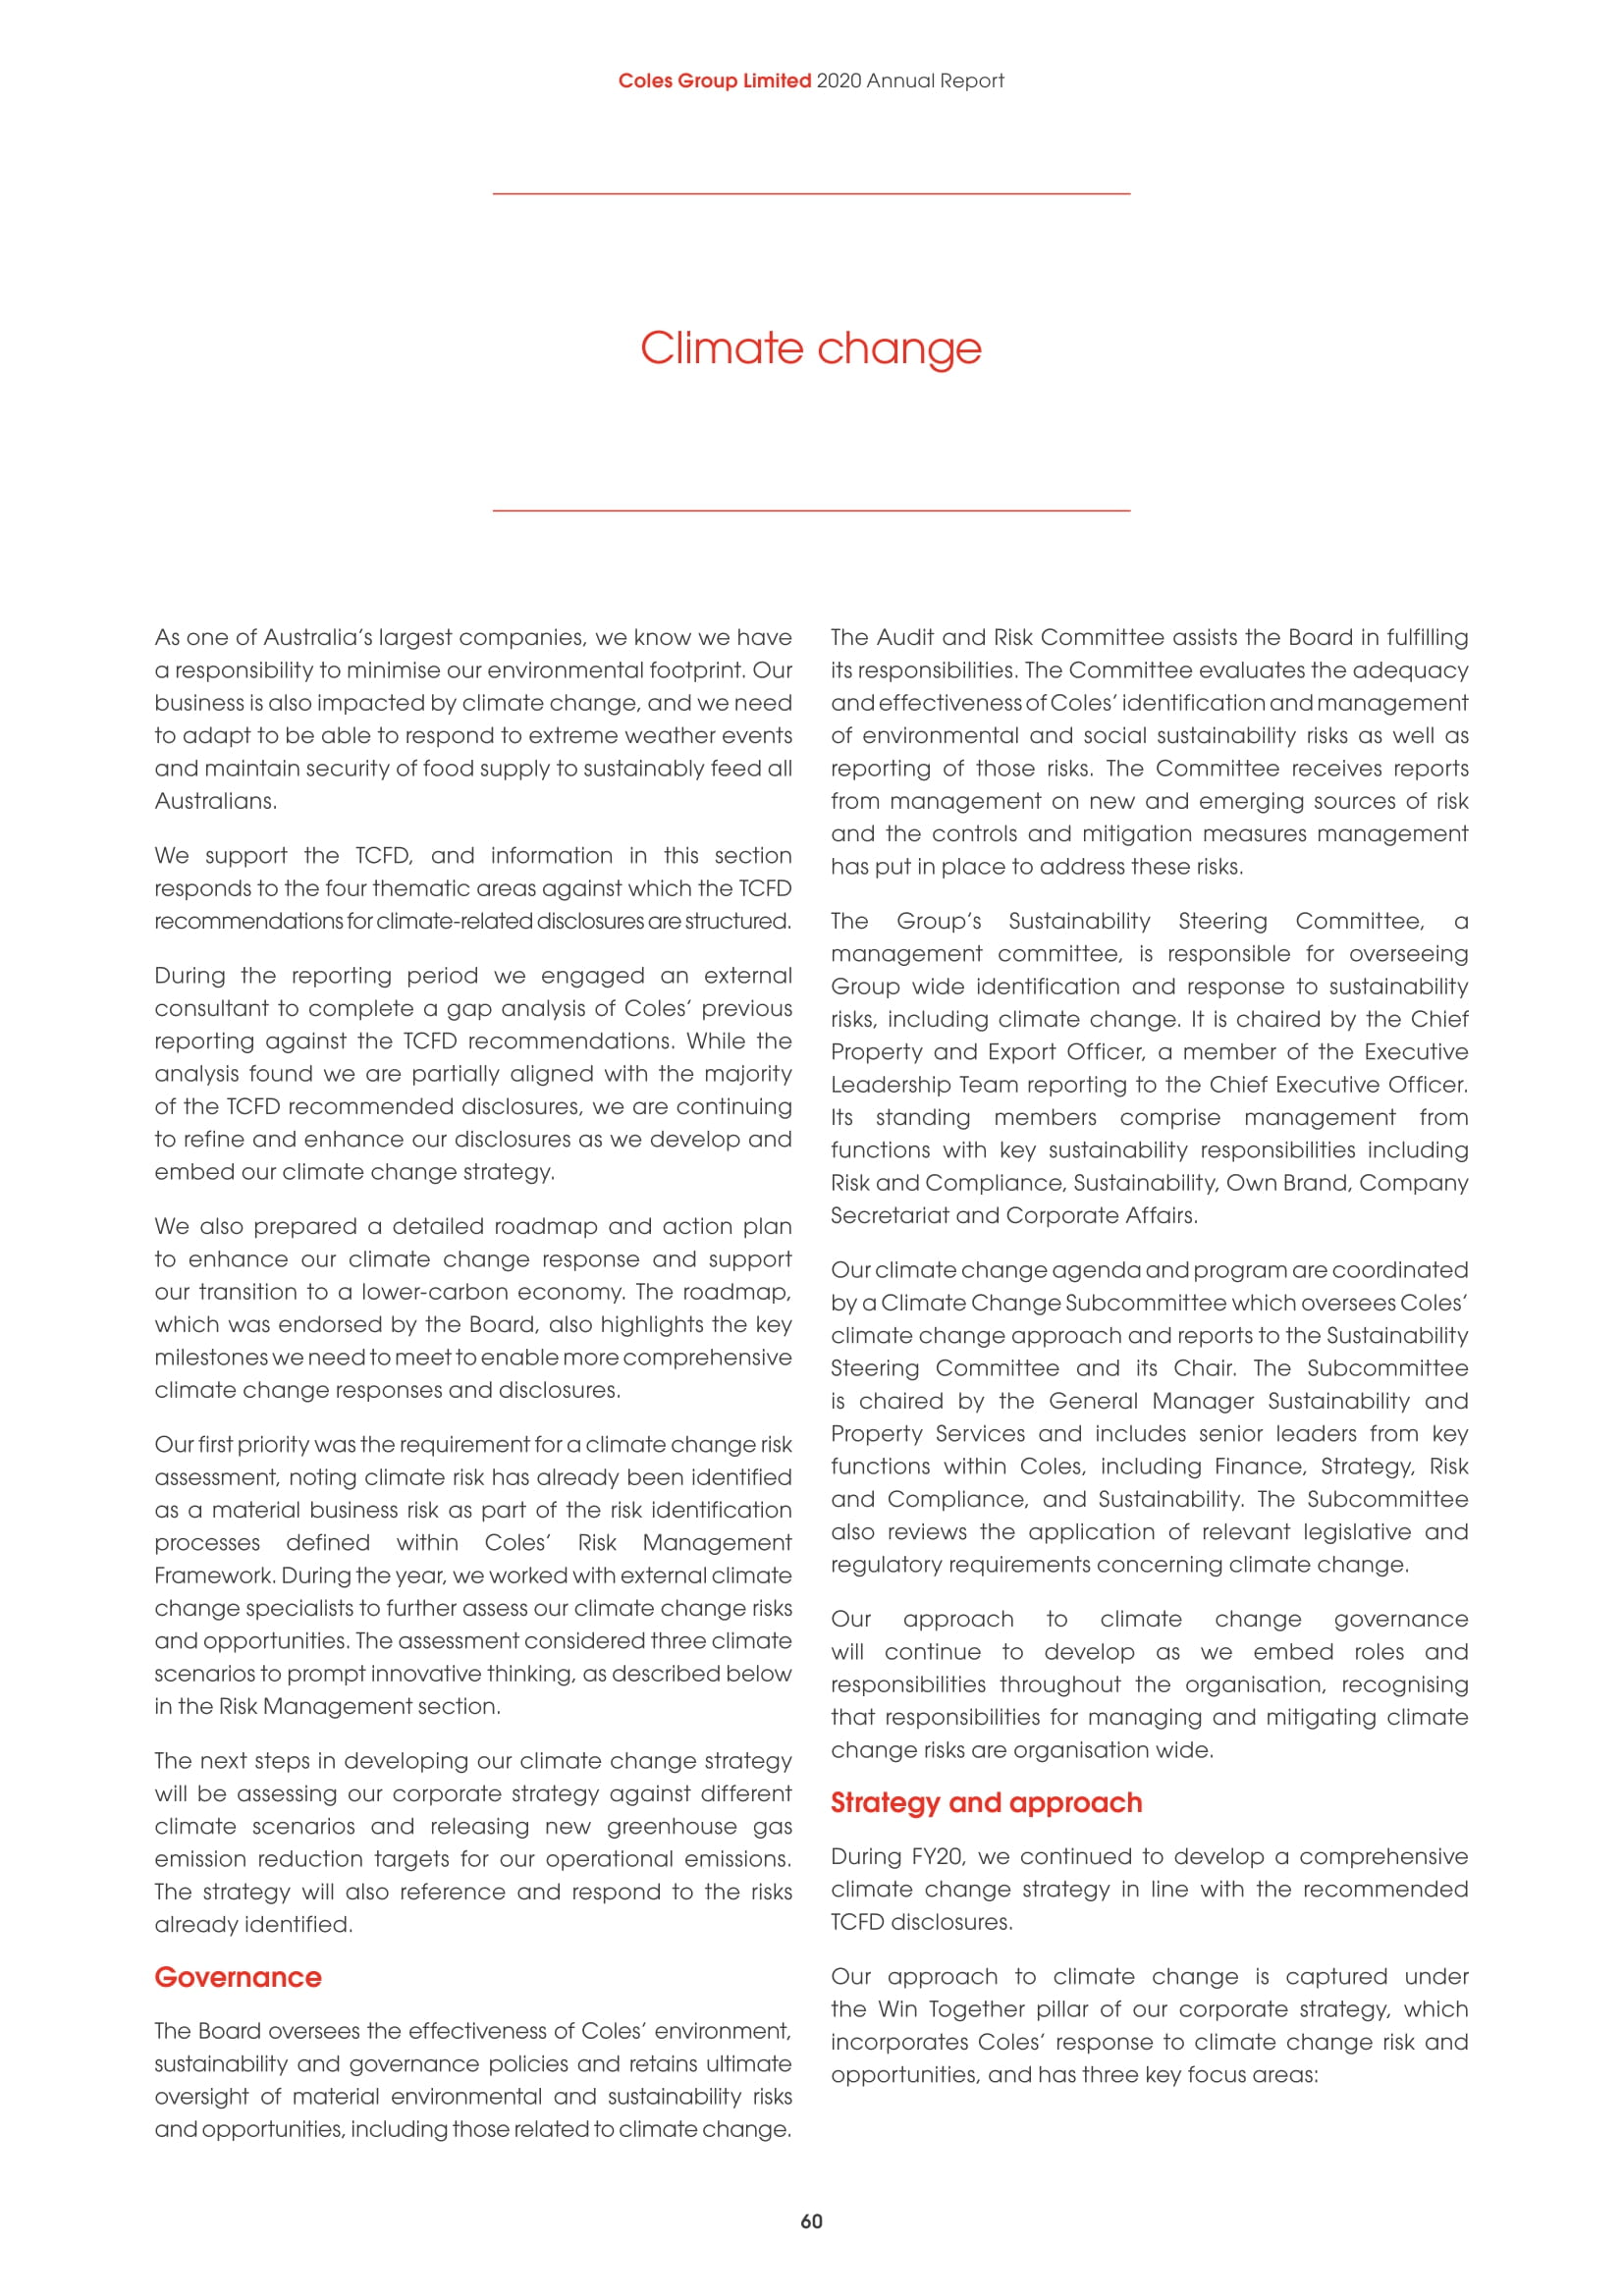 Coles Group Limited 2020 Annual Report
Climate change
As one of Australia's largest companies, we know we have
a responsibility to minimise our environmental footprint. Our
business is also impacted by climate change, and we need
to adapt to be able to respond to extreme weather events
and maintain security of food supply to sustainably feed all
Australians.
We support the TCFD, and information in this section
responds to the four thematic areas against which the TCFD
recommendations for climate-related disclosures are structured.
During the reporting period we engaged an external
consultant to complete a gap analysis of Coles' previous
reporting against the TCFD recommendations. While the
analysis found we are partially aligned with the majority
of the TCFD recommended disclosures, we are continuing
to refine and enhance our disclosures as we develop and
embed our climate change strategy.
We also prepared a detailed roadmap and action plan
to enhance our climate change response and support
our transition to a lower-carbon economy. The roadmap,
which was endorsed by the Board, also highlights the key
milestones we need to meet to enable more comprehensive
climate change responses and disclosures.
Our first priority was the requirement for a climate change risk
assessment, noting climate risk has already been identified
as a material business risk as part of the risk identification
processes defined within Coles' Risk Management
Framework. During the year, we worked with external climate
change specialists to further assess our climate change risks
and opportunities. The assessment considered three climate
scenarios to prompt innovative thinking, as described below
in the Risk Management section.
The next steps in developing our climate change strategy
will be assessing our corporate strategy against different
climate scenarios and releasing new greenhouse gas
emission reduction targets for our operational emissions.
The strategy will also reference and respond to the risks
already identified.
Governance
The Board oversees the effectiveness of Coles' environment,
sustainability and governance policies and retains ultimate
oversight of material environmental and sustainability risks
and opportunities, including those related to climate change.
The Audit and Risk Committee assists the Board in fulfilling
its responsibilities. The Committee evaluates the adequacy
and effectiveness of Coles' identification and management
of environmental and social sustainability risks as well as
reporting of those risks. The Committee receives reports
from management on new and emerging sources of risk
and the controls and mitigation measures management
has put in place to address these risks.
The Group's Sustainability Steering Committee, a
management committee, is responsible for overseeing
Group wide identification and response to sustainability
risks, including climate change. It is chaired by the Chief
Property and Export Officer, a member of the Executive
Leadership Team reporting to the Chief Executive Officer.
Its standing members comprise management from
functions with key sustainability responsibilities including
Risk and Compliance, Sustainability, Own Brand, Company
Secretariat and Corporate Affairs.
Our climate change agenda and program are coordinated
by a Climate Change Subcommittee which oversees Coles'
climate change approach and reports to the Sustainability
Steering Committee and its Chair. The Subcommittee
is chaired by the General Manager Sustainability and
Property Services and includes senior leaders from key
functions within Coles, including Finance, Strategy, Risk
and Compliance, and Sustainability. The Subcommittee
also reviews the application of relevant legislative and
regulatory requirements concerning climate change.
Our approach to climate change governance
will continue to develop as we embed roles and
responsibilities throughout the organisation, recognising
that responsibilities for managing and mitigating climate
change risks are organisation wide.
Strategy and approach
During FY20, we continued to develop a comprehensive
climate change strategy in line with the recommended
TCFD disclosures.
Our approach to climate change is captured under
the Win Together pillar of our corporate strategy, which
incorporates Coles' response to climate change risk and
opportunities, and has three key focus areas:
60